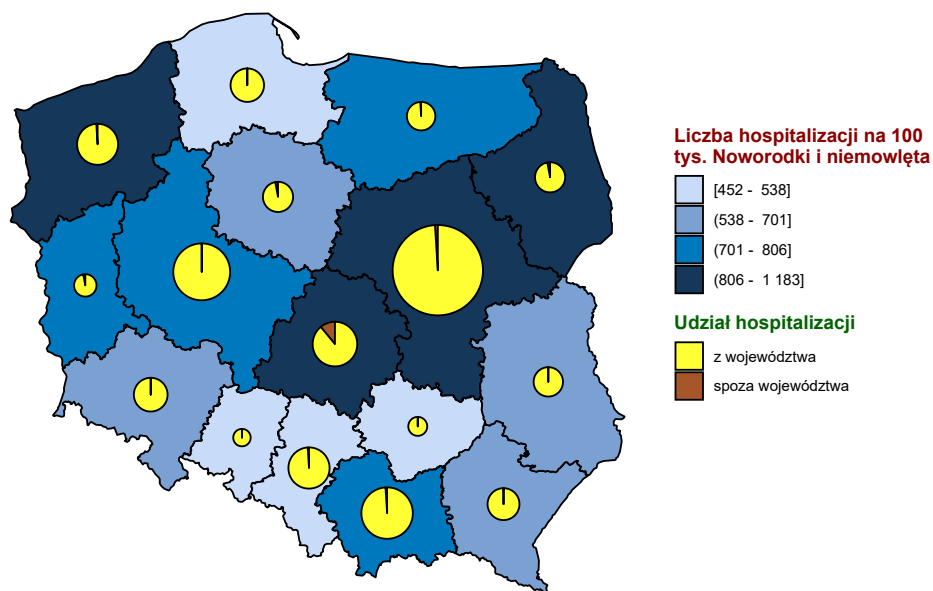 Liczba hospitalizacji na 100
tys. Noworodki i niemowlęta
[452 - 538]
(538 - 701]
(701 - 806]
(806 - 1 183]
Udział hospitalizacji
z województwa
spoza województwa